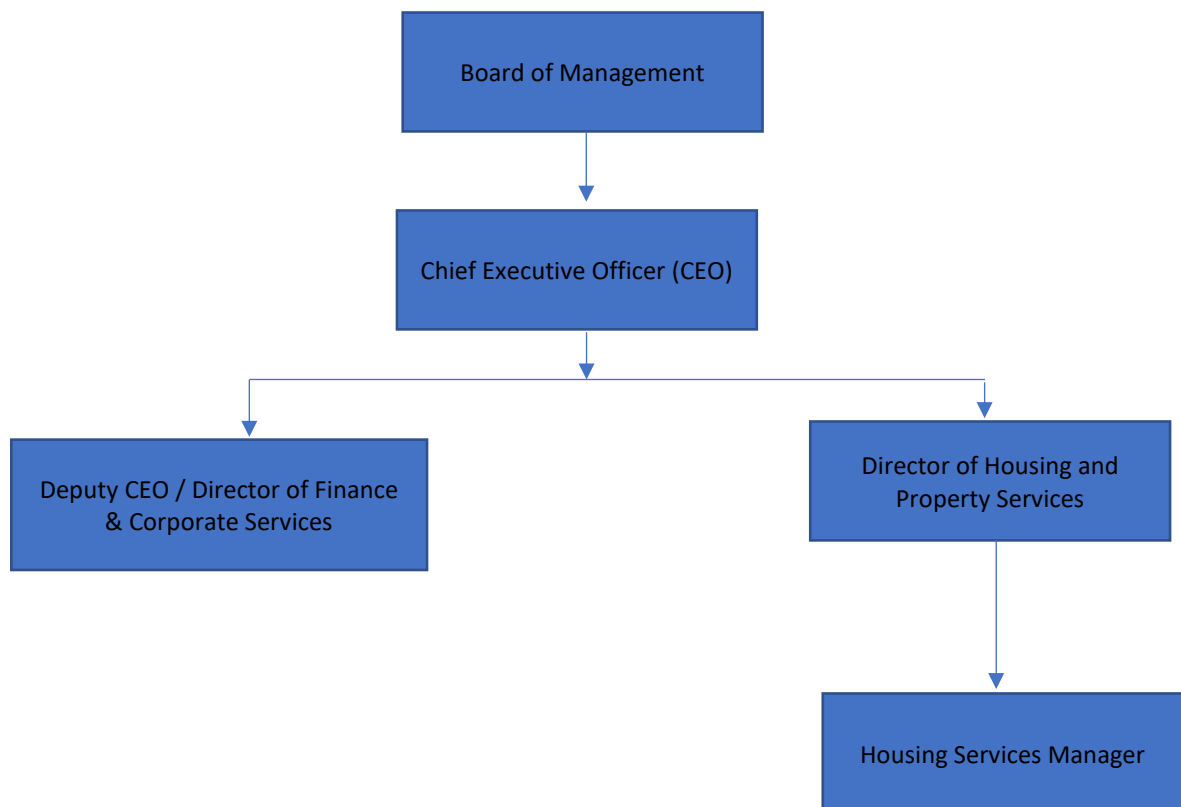 Board of Management
Chief Executive Officer (CEO)
Deputy CEO / Director of Finance
& Corporate Services
Director of Housing and
Property Services
Housing Services Manager